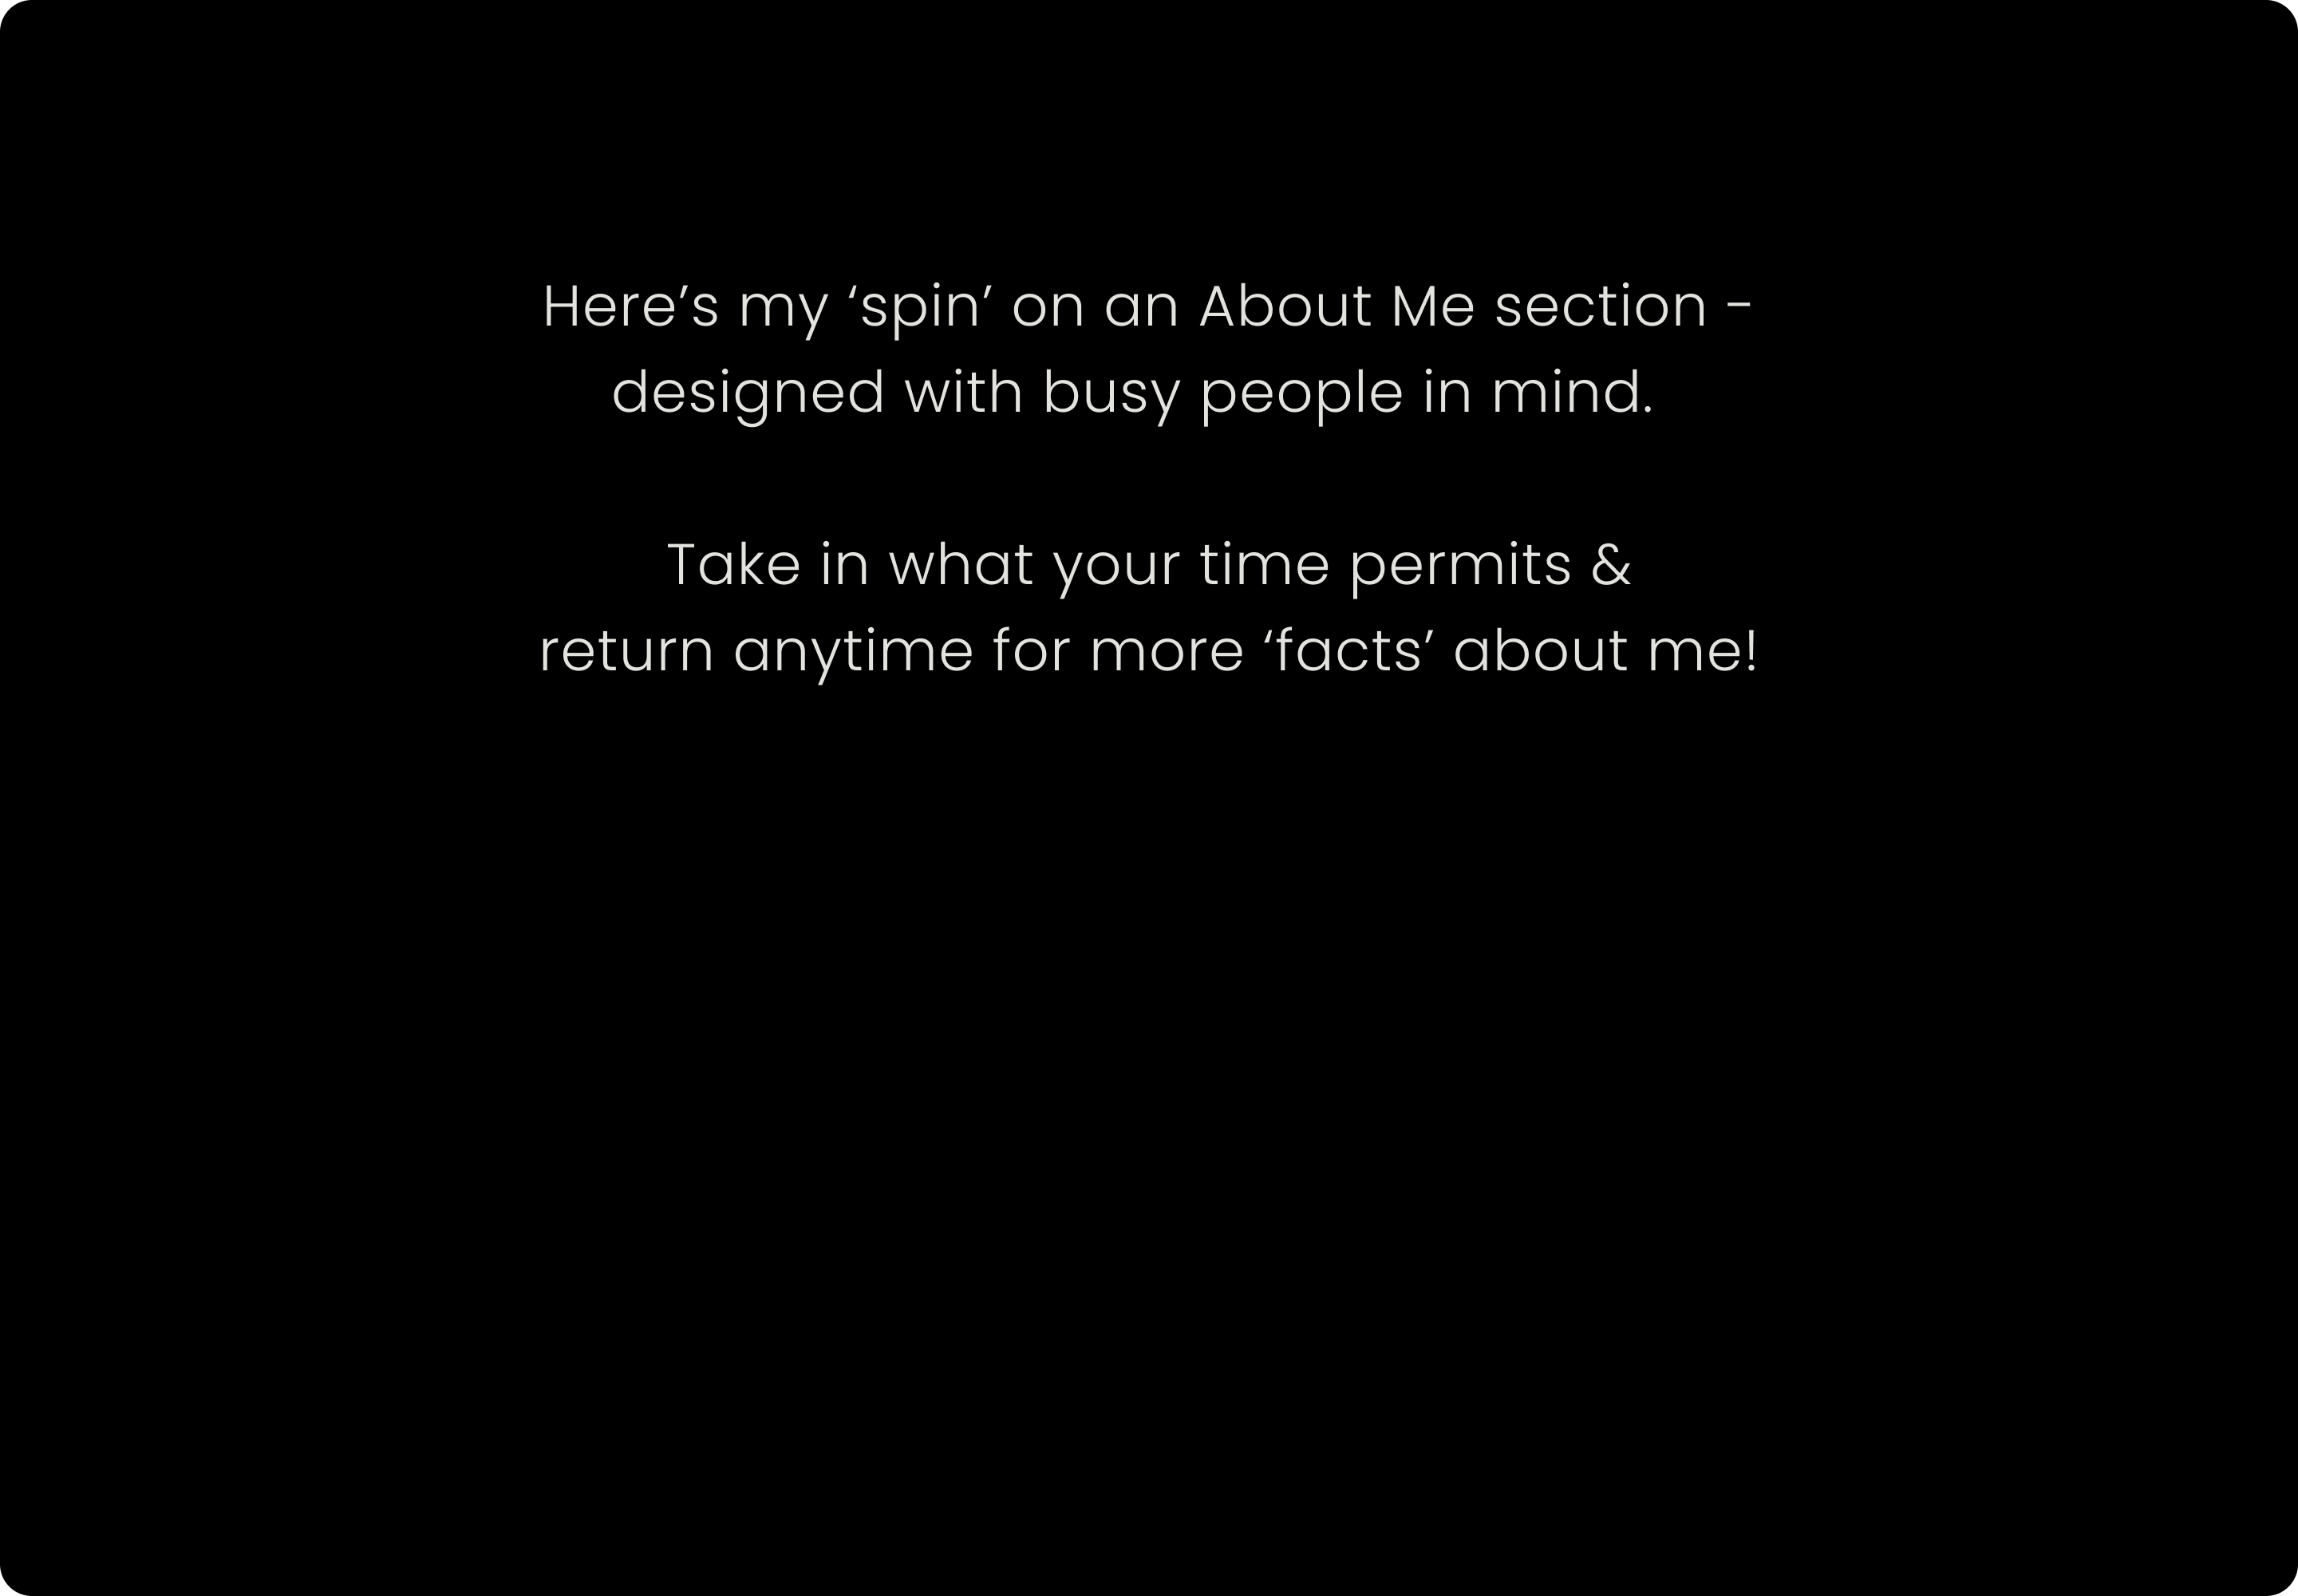 Here’s my ‘spin’ on an About Me section -
designed with busy people in mind.
Take in what your time permits &
return anytime for more ‘facts’ about me!